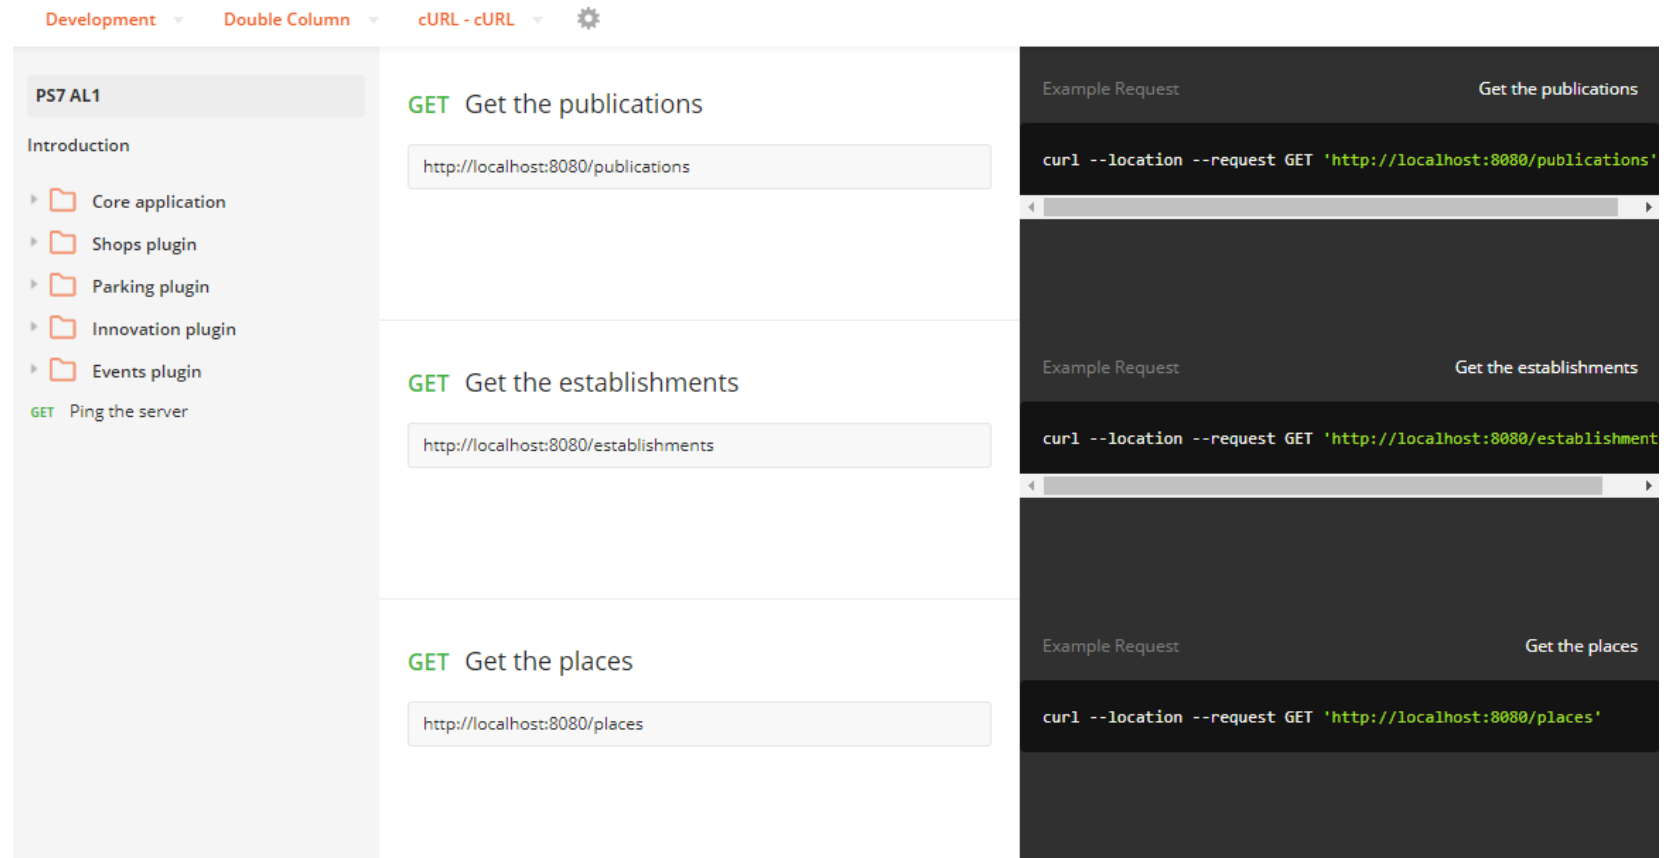 Development
Double Column
cURL - cURL
PS7 AL1
Introduction
Core application
Shops plugin
Parking plugin
Innovation plugin
Events plugin
GET Ping the server
GET Get the publications
http://localhost:8080/publications
GET Get the establishments
http://localhost:8080/establishments
GET Get the places
http://localhost:8080/places
Example Request
Get the publications
curl --location --request GET 'http://localhost:8080/publications'
Example Request
Get the establishments
curl --location --request GET 'http://localhost:8080/establishment
Example Request
Get the places
curl --location --request GET 'http://localhost:8080/places'